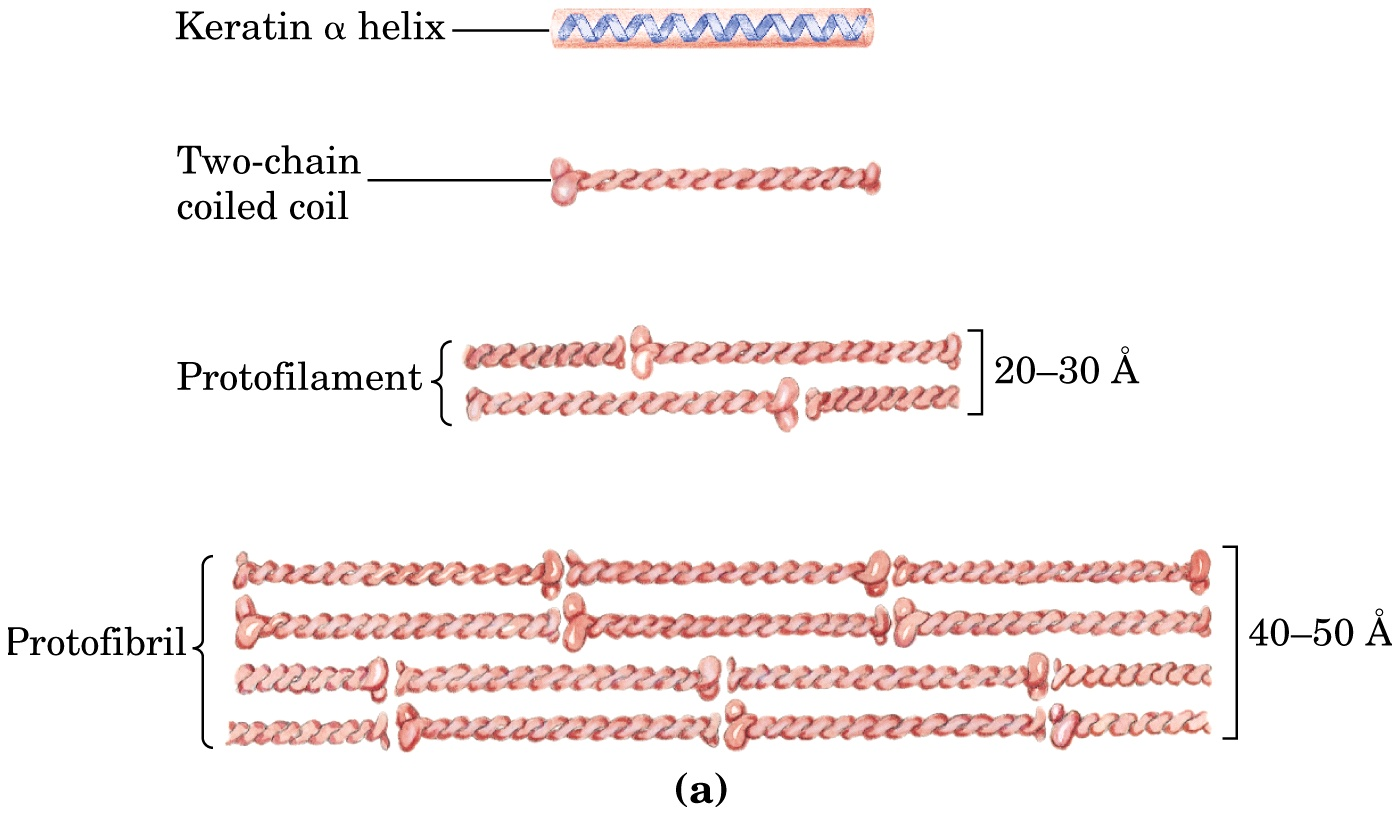 Keratin α helix
Two-chain
coiled coil
Protofilament
20–30 Å
Protofibril
40–50 Å
(a)